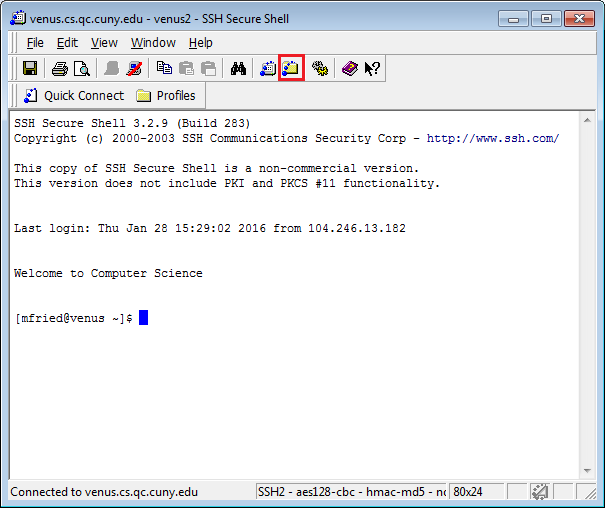 venus.cs.qc.cuny.edu - venus2 - SSH Secure Shell
File Edit View Window Help
Quick Connect Profiles
SSH Secure Shell 3.2.9 (Build 283)
Copyright (c) 2000-2003 SSH Communications Security Corp - http://www.ssh.com/
This copy of SSH Secure Shell is a non-commercial version.
This version does not include PKI and PKCS #11 functionality.
Last login: Thu Jan 28 15:29:02 2016 from 104.246.13.182
Welcome to Computer Science
[mfried@venus ~]$
Connected to venus.cs.qc.cuny.edu SSH2 - aes128-cbc - hmac-md5 - nc 80x24